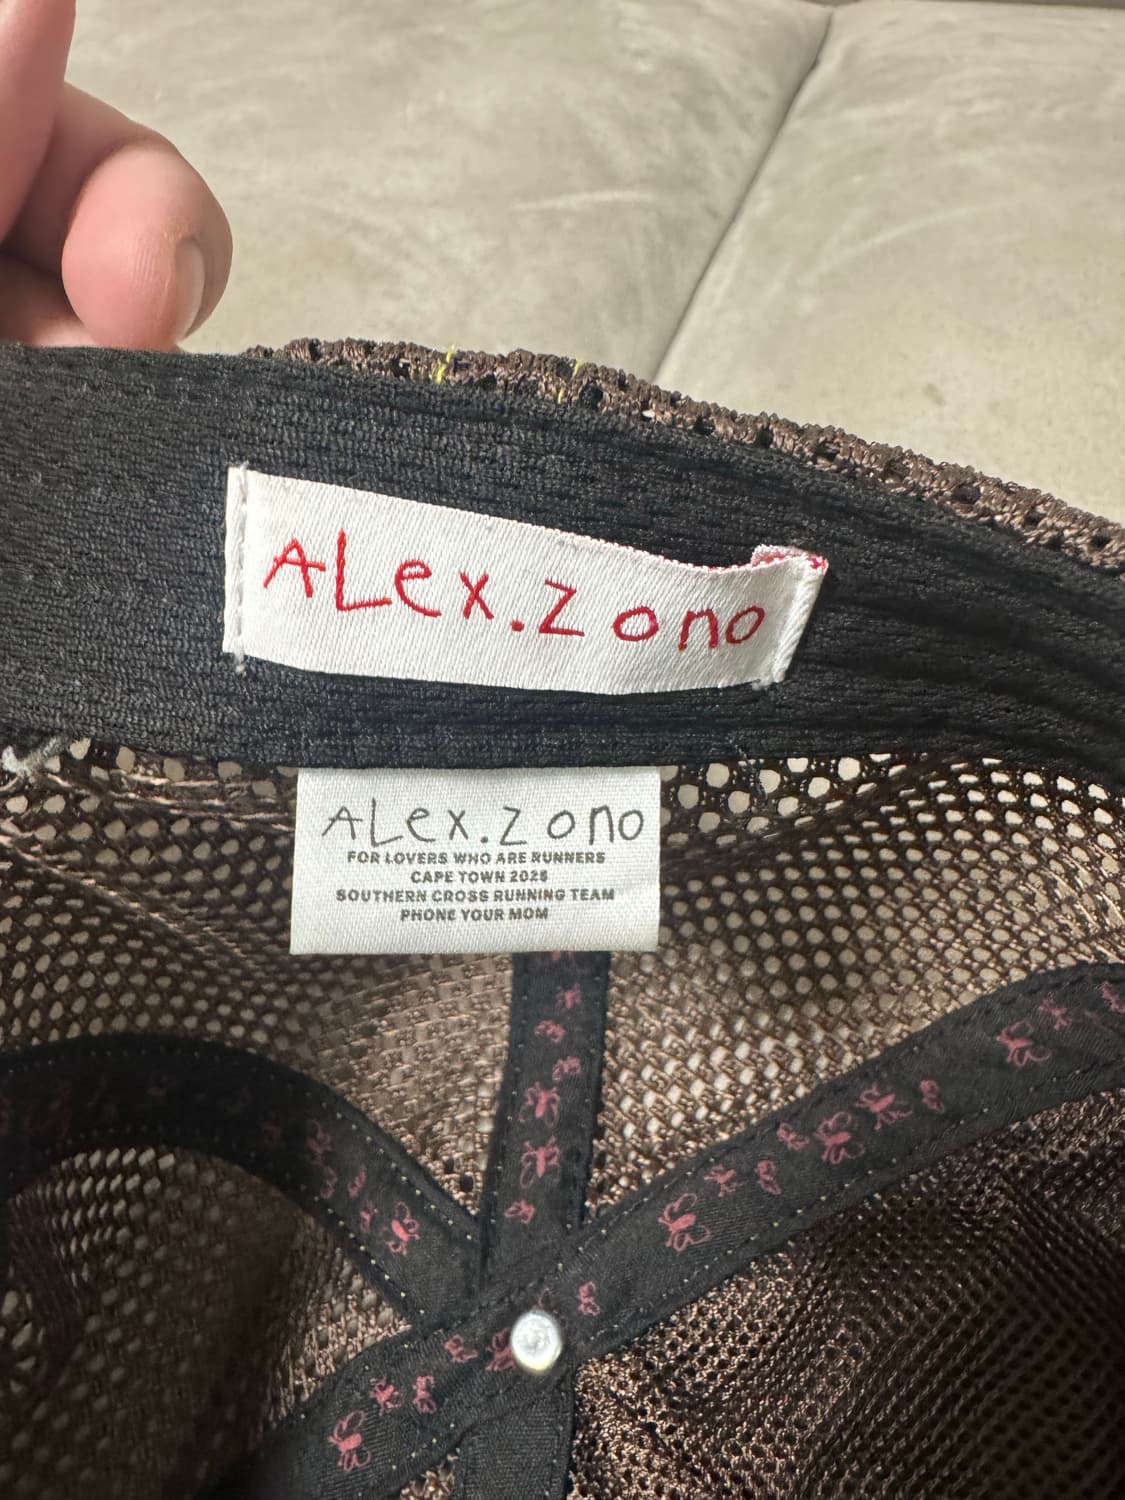 ALex.Zono
ALex.Zono
FOR LOVERS WHO ARE RUNNERS
CAPE TOWN 2025
SOUTHERN CROSS RUNNING TEAM
PHONE YOUR MOM